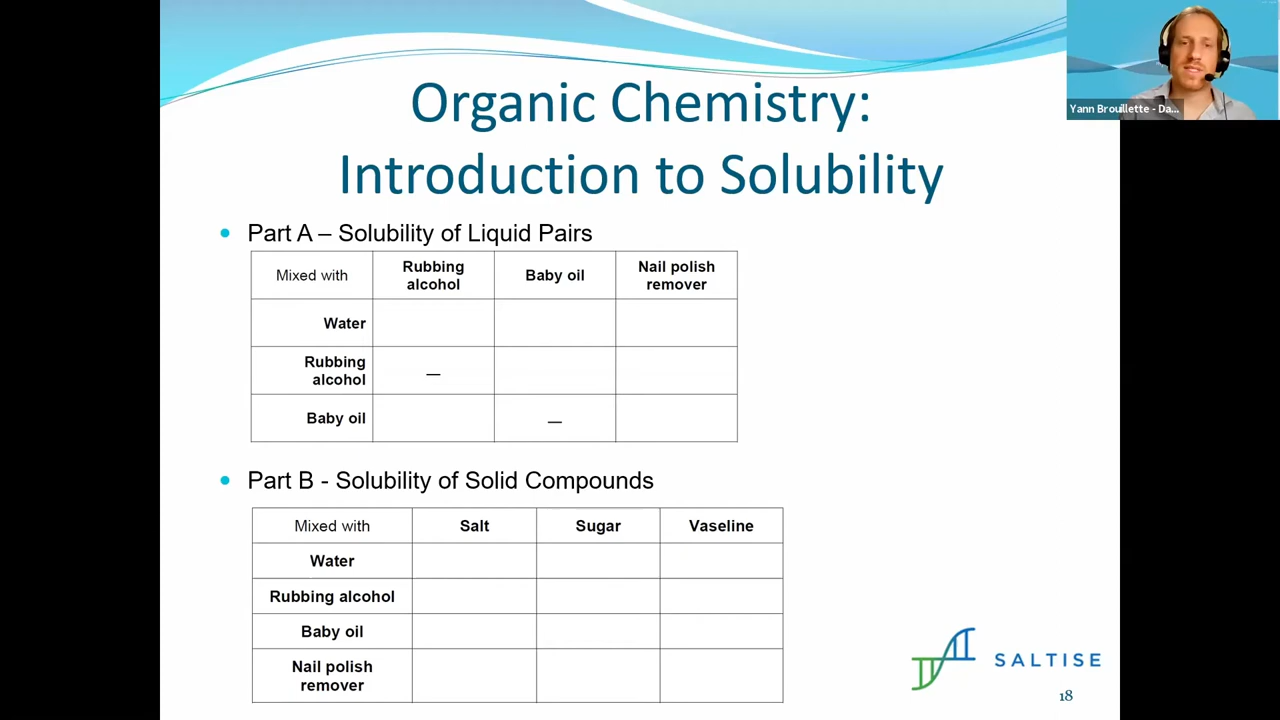 Organic Chemistry:
Introduction to Solubility
Yann Brouillette - Da...
• Part A – Solubility of Liquid Pairs
Mixed with
Rubbing
alcohol
Baby oil
Nail polish
remover
Water
Rubbing
alcohol
—
Baby oil
—
• Part B - Solubility of Solid Compounds
Mixed with
Salt
Sugar
Vaseline
Water
Rubbing alcohol
Baby oil
Nail polish
remover
SALTISE
18